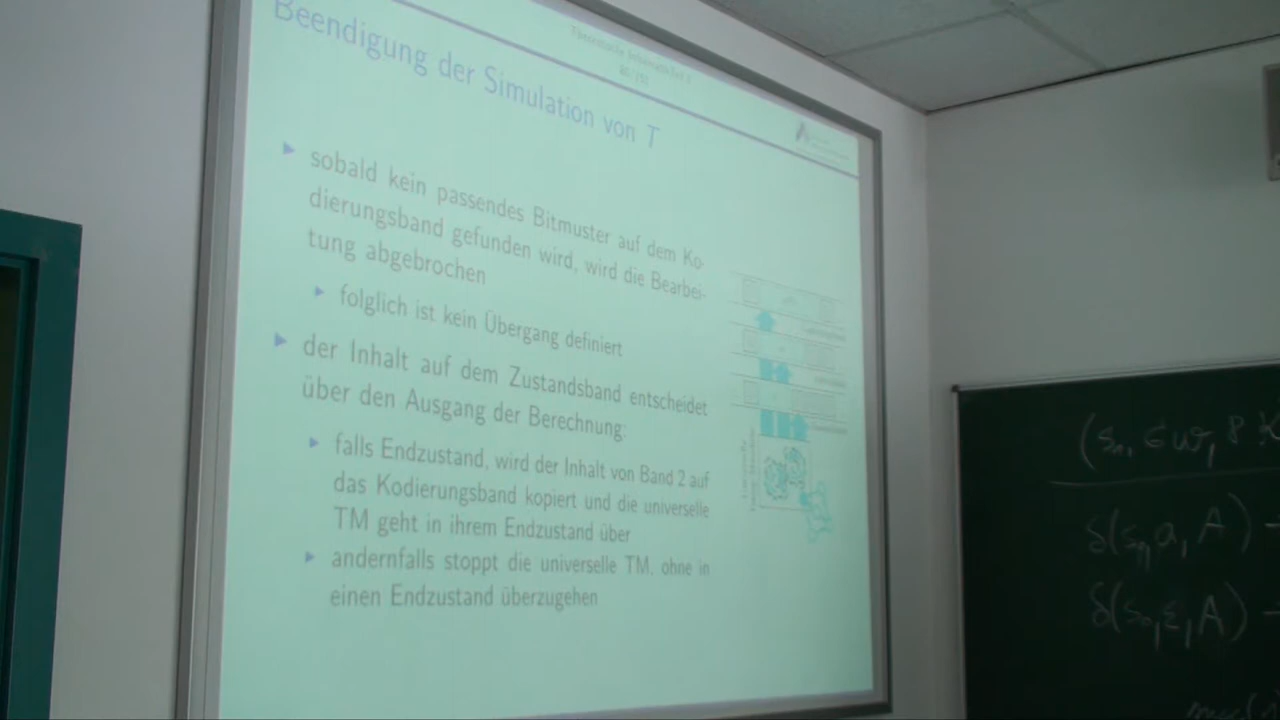 Beendigung der Simulation von T
sobald kein passendes Bitmuster auf dem Ko-
dierungsband gefunden wird, wird die Bearbei-
tung abgebrochen
folglich ist kein Übergang definiert
der Inhalt auf dem Zustandsband entscheidet
über den Ausgang der Berechnung:
falls Endzustand, wird der Inhalt von Band 2 auf
das Kodierungsband kopiert und die universelle
TM geht in ihrem Endzustand über
andernfalls stoppt die universelle TM, ohne in
einen Endzustand überzugehen